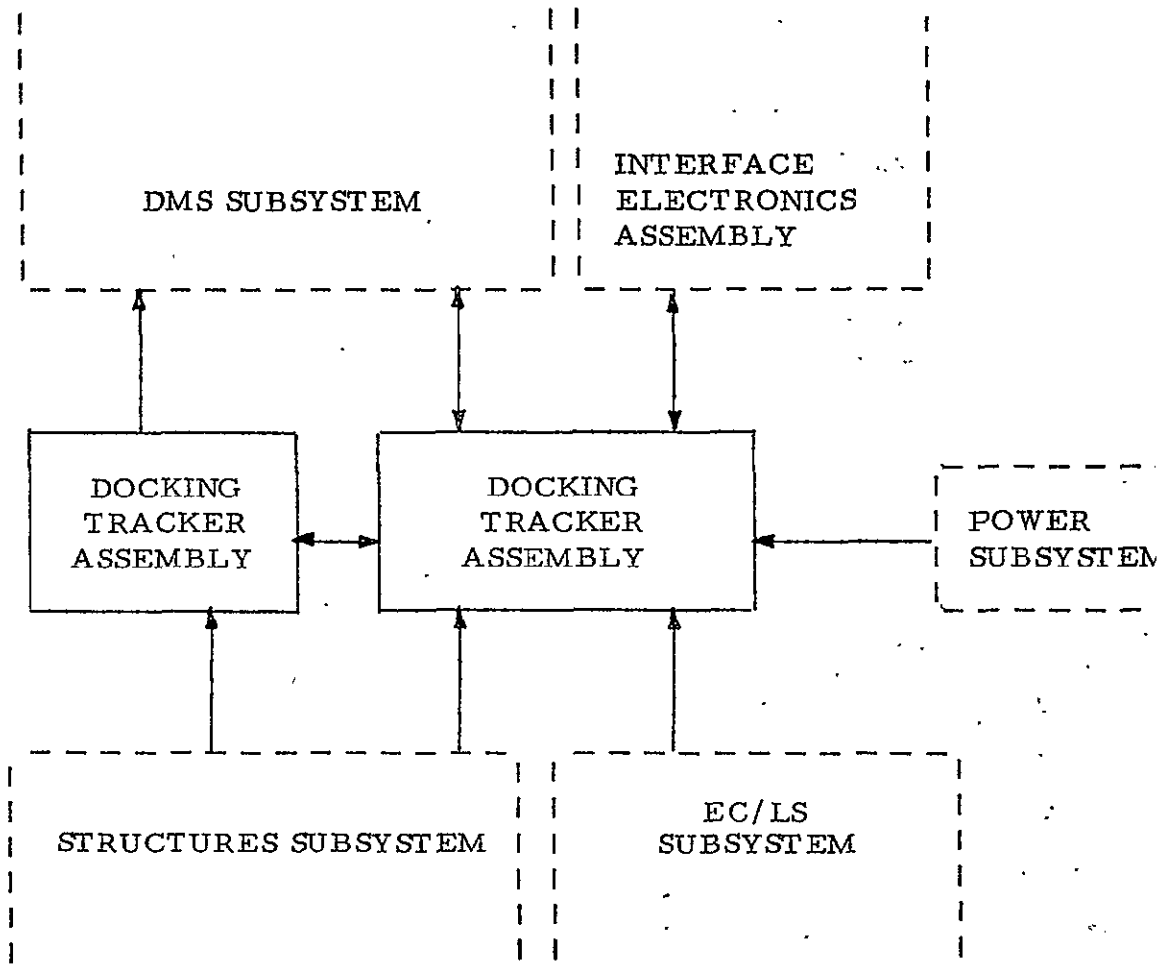 DMS SUBSYSTEM
INTERFACE
ELECTRONICS
ASSEMBLY
DOCKING
TRACKER
ASSEMBLY
DOCKING
TRACKER
ASSEMBLY
POWER
SUBSYSTEM
STRUCTURES SUBSYSTEM
EC/LS
SUBSYSTEM